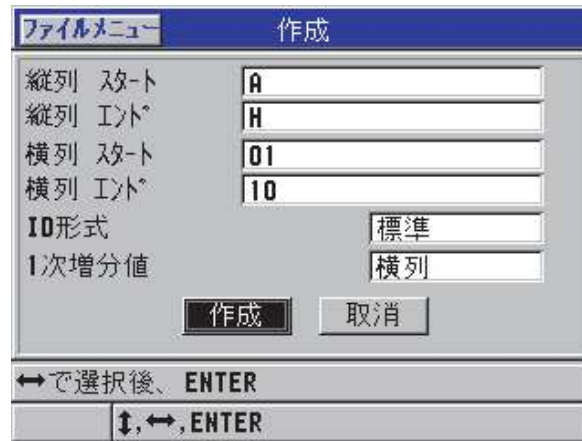 ファイルメニュー 作成
縦列 スタート A
縦列 エンド H
横列 スタート 01
横列 エンド 10
ID形式 標準
1次増分値 横列
作成 取消
↔で選択後、ENTER
↕,↔,ENTER